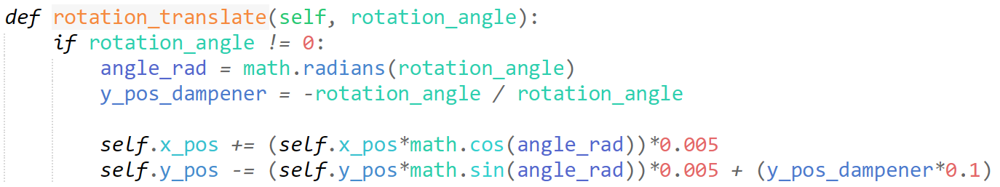 def rotation_translate(self, rotation_angle):
    if rotation_angle != 0:
        angle_rad = math.radians(rotation_angle)
        y_pos_dampener = -rotation_angle / rotation_angle

        self.x_pos += (self.x_pos*math.cos(angle_rad))*0.005
        self.y_pos -= (self.y_pos*math.sin(angle_rad))*0.005 + (y_pos_dampener*0.1)